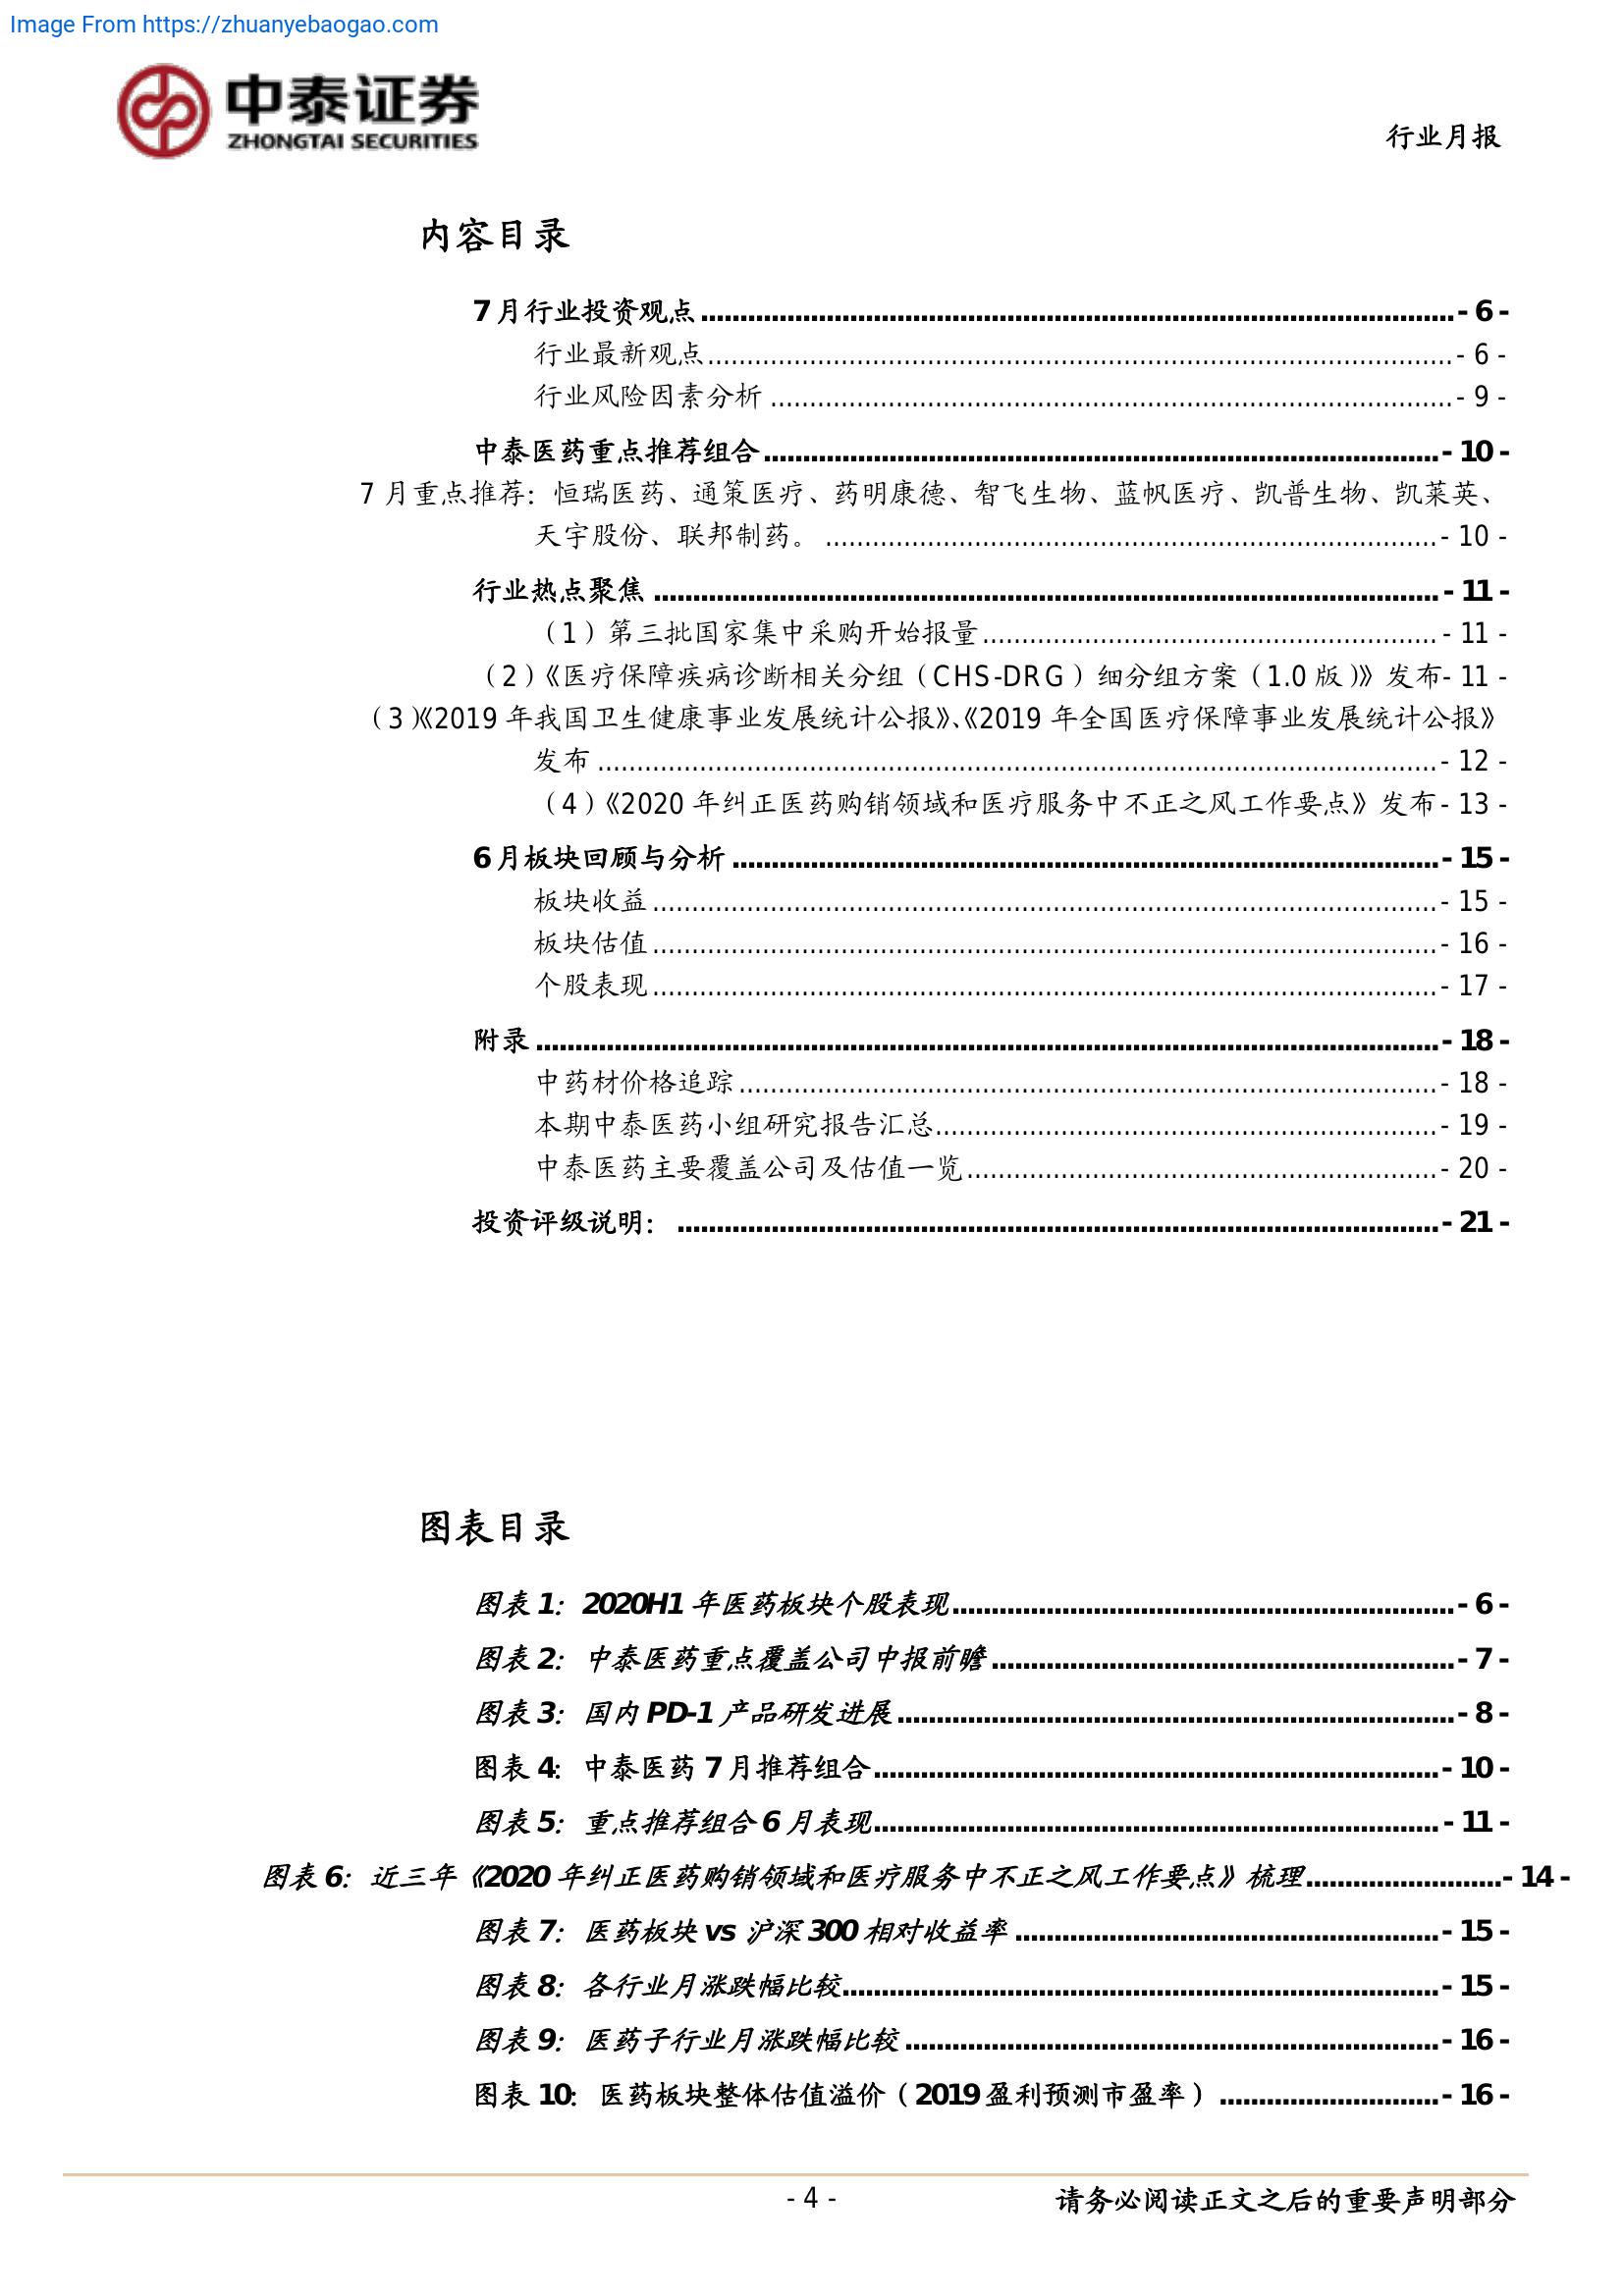 Image From https://zhuanyebaogao.com
中泰证券
ZHONGTAI SECURITIES
行业月报
内容目录
7月行业投资观点 - 6 -
行业最新观点 - 6 -
行业风险因素分析 - 9 -
中泰医药重点推荐组合 - 10 -
7 月重点推荐：恒瑞医药、通策医疗、药明康德、智飞生物、蓝帆医疗、凯普生物、凯莱英、
天宇股份、联邦制药。 - 10 -
行业热点聚焦 - 11 -
（1）第三批国家集中采购开始报量 - 11 -
（2）《医疗保障疾病诊断相关分组（CHS-DRG）细分组方案（1.0 版）》发布- 11 -
（3）《2019 年我国卫生健康事业发展统计公报》、《2019 年全国医疗保障事业发展统计公报》
发布 - 12 -
（4）《2020 年纠正医药购销领域和医疗服务中不正之风工作要点》发布 - 13 -
6月板块回顾与分析 - 15 -
板块收益 - 15 -
板块估值 - 16 -
个股表现 - 17 -
附录 - 18 -
中药材价格追踪 - 18 -
本期中泰医药小组研究报告汇总 - 19 -
中泰医药主要覆盖公司及估值一览 - 20 -
投资评级说明： - 21 -
图表目录
图表 1：2020H1 年医药板块个股表现 - 6 -
图表 2：中泰医药重点覆盖公司中报前瞻 - 7 -
图表 3：国内 PD-1 产品研发进展 - 8 -
图表 4：中泰医药 7 月推荐组合 - 10 -
图表 5：重点推荐组合 6 月表现 - 11 -
图表 6：近三年《2020 年纠正医药购销领域和医疗服务中不正之风工作要点》梳理 - 14 -
图表 7：医药板块 vs 沪深 300 相对收益率 - 15 -
图表 8：各行业月涨跌幅比较 - 15 -
图表 9：医药子行业月涨跌幅比较 - 16 -
图表 10：医药板块整体估值溢价（2019 盈利预测市盈率） - 16 -
- 4 -
请务必阅读正文之后的重要声明部分